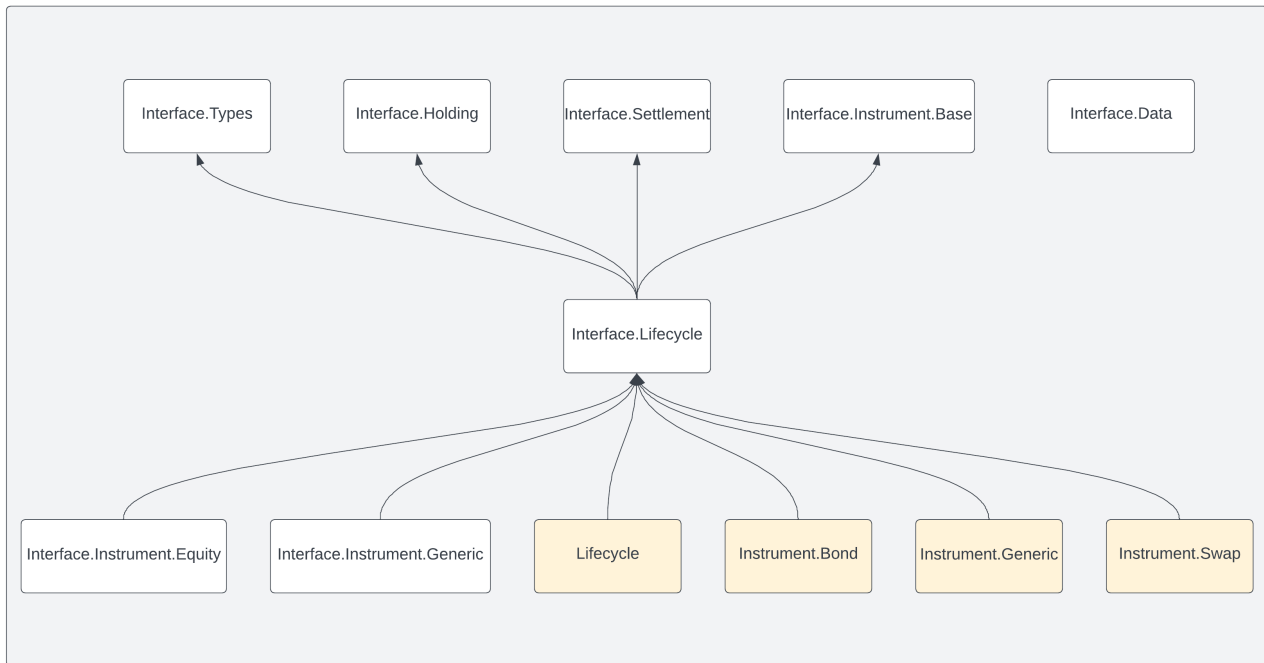 Interface.Types
Interface.Holding
Interface.Settlement
Interface.Instrument.Base
Interface.Data
Interface.Lifecycle
Interface.Instrument.Equity
Interface.Instrument.Generic
Lifecycle
Instrument.Bond
Instrument.Generic
Instrument.Swap